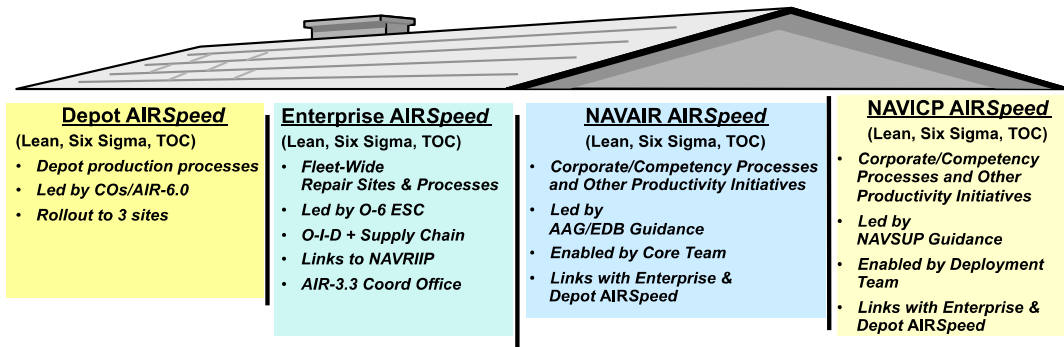 Depot AIRSpeed
(Lean, Six Sigma, TOC)
• Depot production processes
• Led by COs/AIR-6.0
• Rollout to 3 sites
Enterprise AIRSpeed
(Lean, Six Sigma, TOC)
• Fleet-Wide
Repair Sites & Processes
• Led by O-6 ESC
• O-I-D + Supply Chain
• Links to NAVRIIP
• AIR-3.3 Coord Office
NAVAIR AIRSpeed
(Lean, Six Sigma, TOC)
• Corporate/Competency Processes
and Other Productivity Initiatives
• Led by
AAG/EDB Guidance
• Enabled by Core Team
• Links with Enterprise &
Depot AIRSpeed
NAVICP AIRSpeed
(Lean, Six Sigma, TOC)
• Corporate/Competency
Processes and Other
Productivity Initiatives
• Led by
NAVSUP Guidance
• Enabled by Deployment
Team
• Links with Enterprise &
Depot AIRSpeed